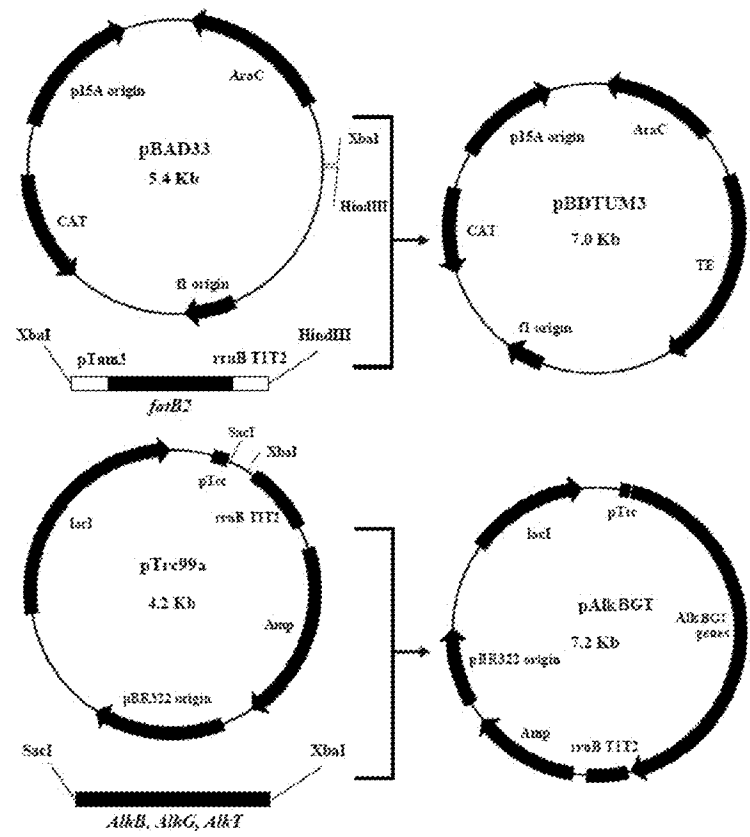 p15A origin
AraC
pBAD33
5.4 Kb
XbaI
HindIII
CAT
f1 origin
XbaI
HindIII
rrnB T1T2
fatB2
p15A origin
AraC
pBDTUM3
7.0 Kb
CAT
TE
f1 origin
SacI
XbaI
pTrc
rrnB T1T2
lacI
pTrc99a
4.2 Kb
Amp
pBR322 origin
SacI
XbaI
AlkB, AlkG, AlkT
lacI
pTrc
pAlkBGT
7.2 Kb
AlkBGT
genes
pBR322 origin
Amp
rrnB T1T2